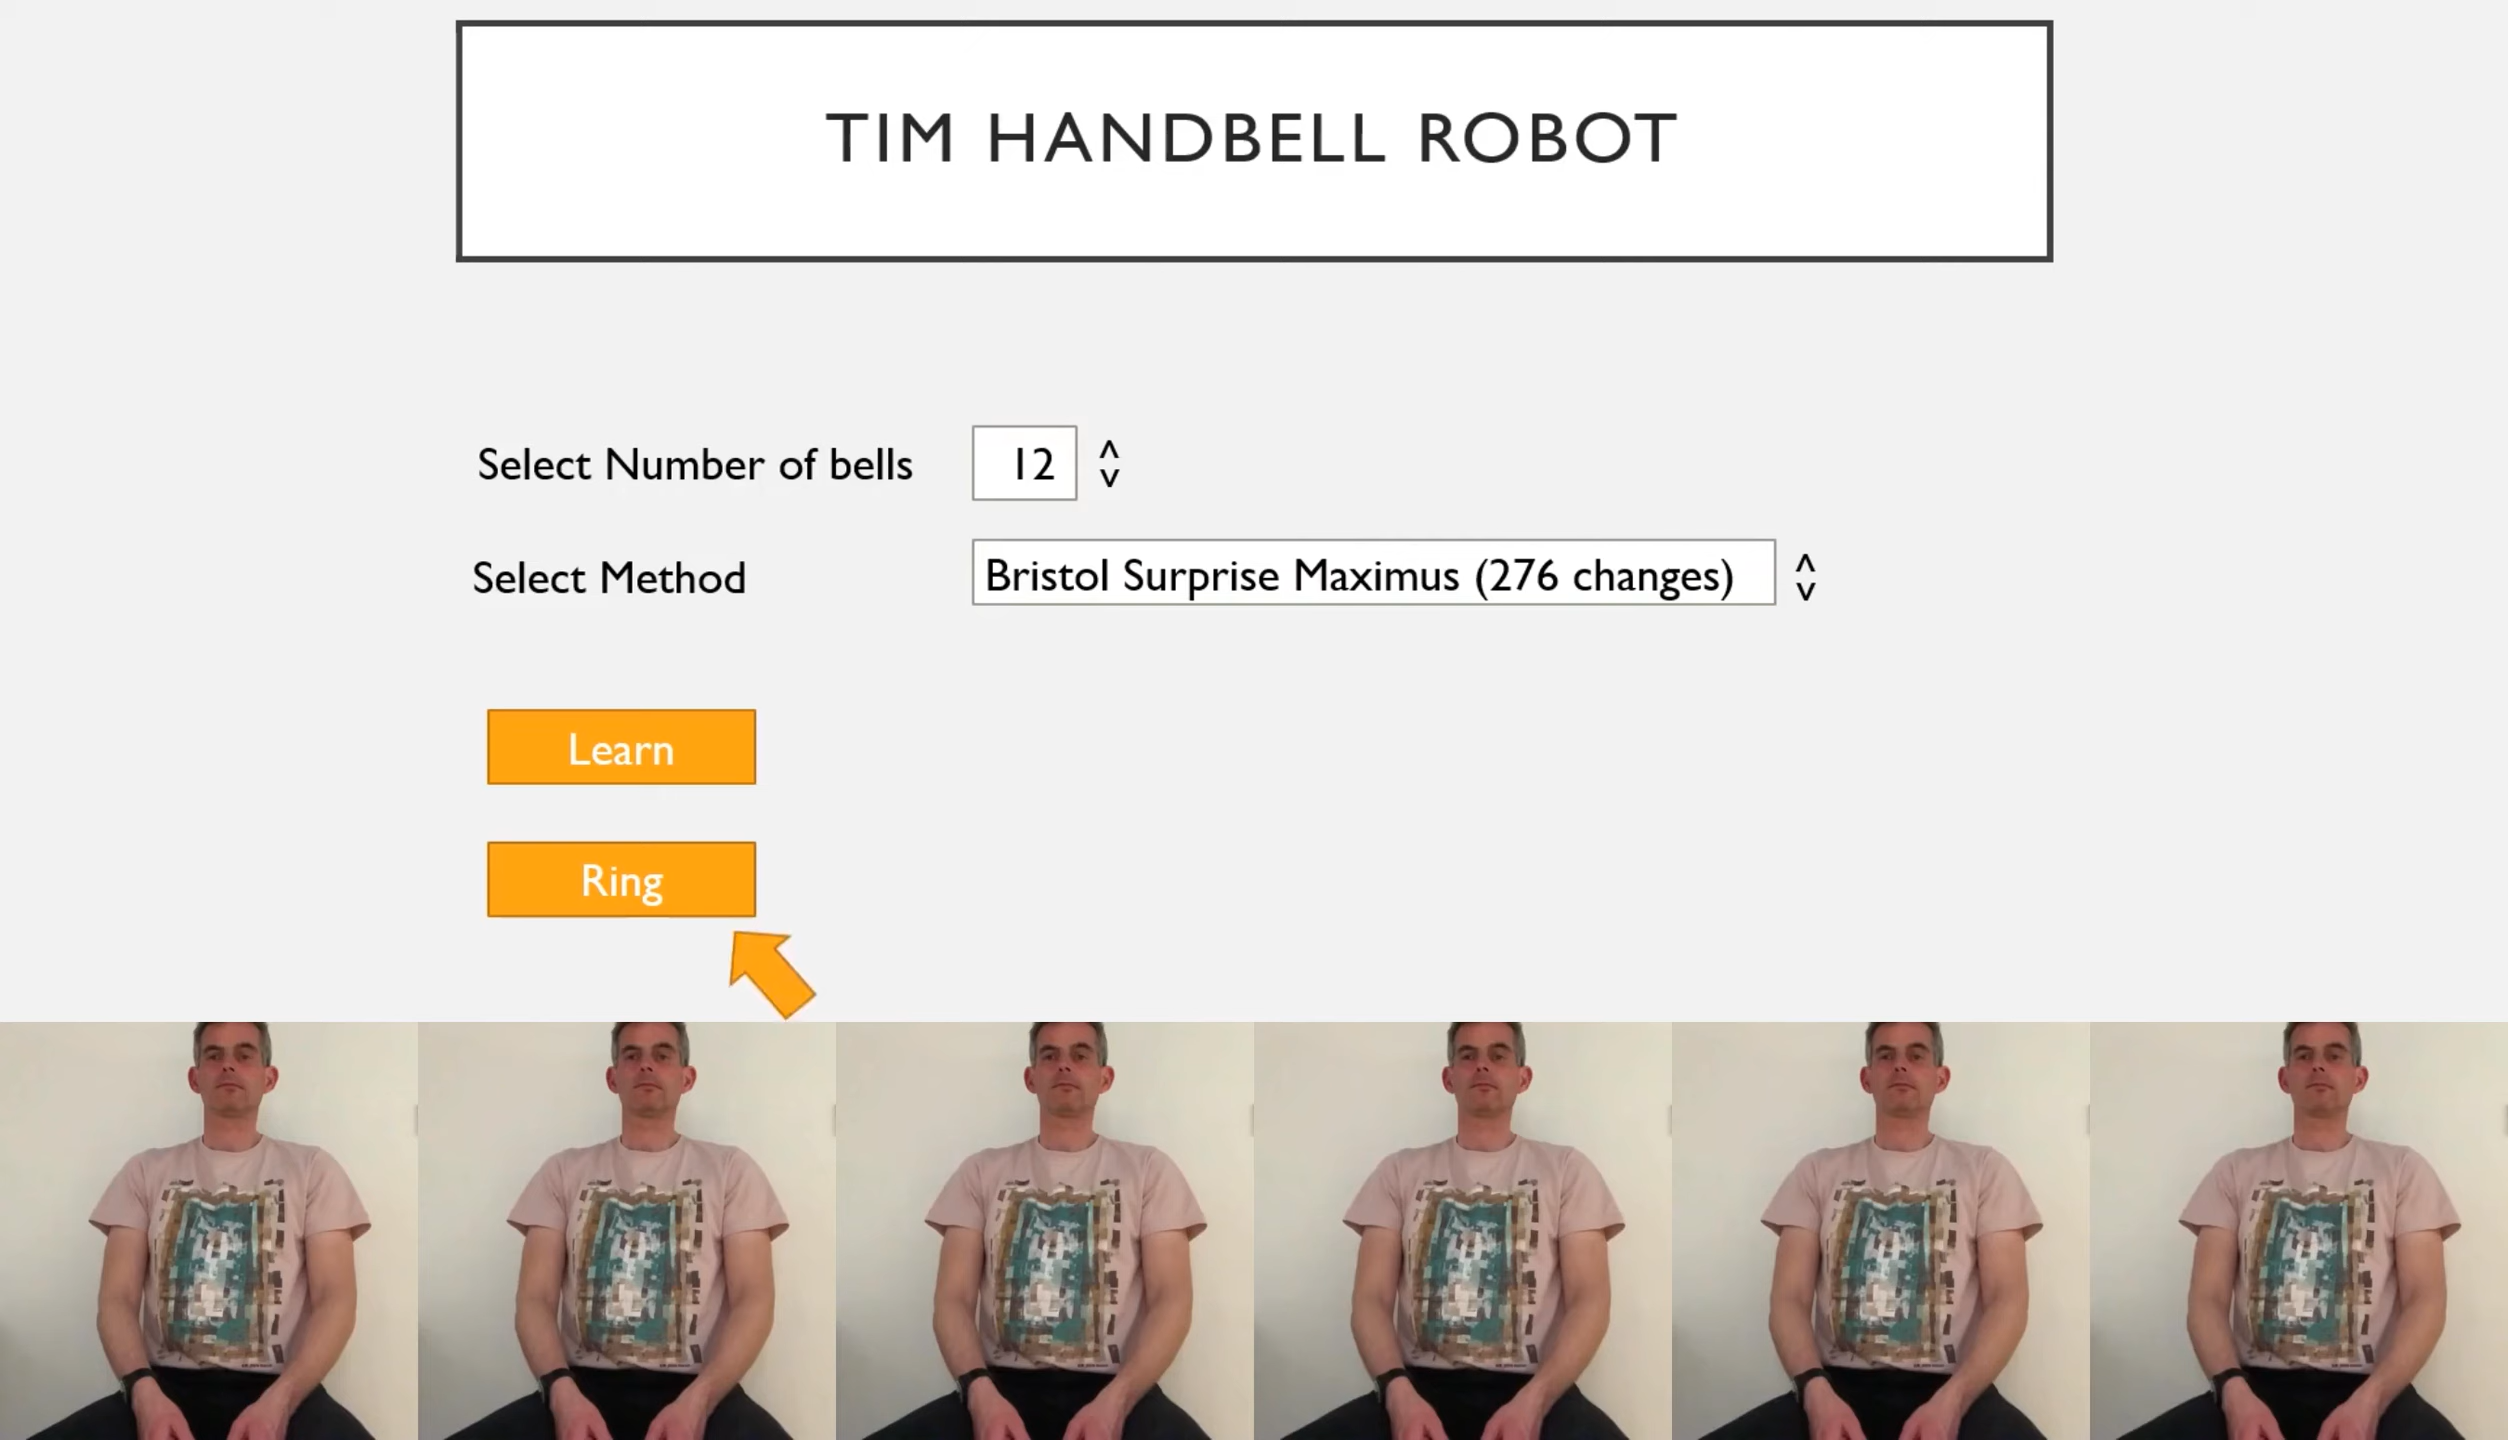 TIM HANDBELL ROBOT
Select Number of bells 12
Select Method Bristol Surprise Maximus (276 changes)
Learn
Ring